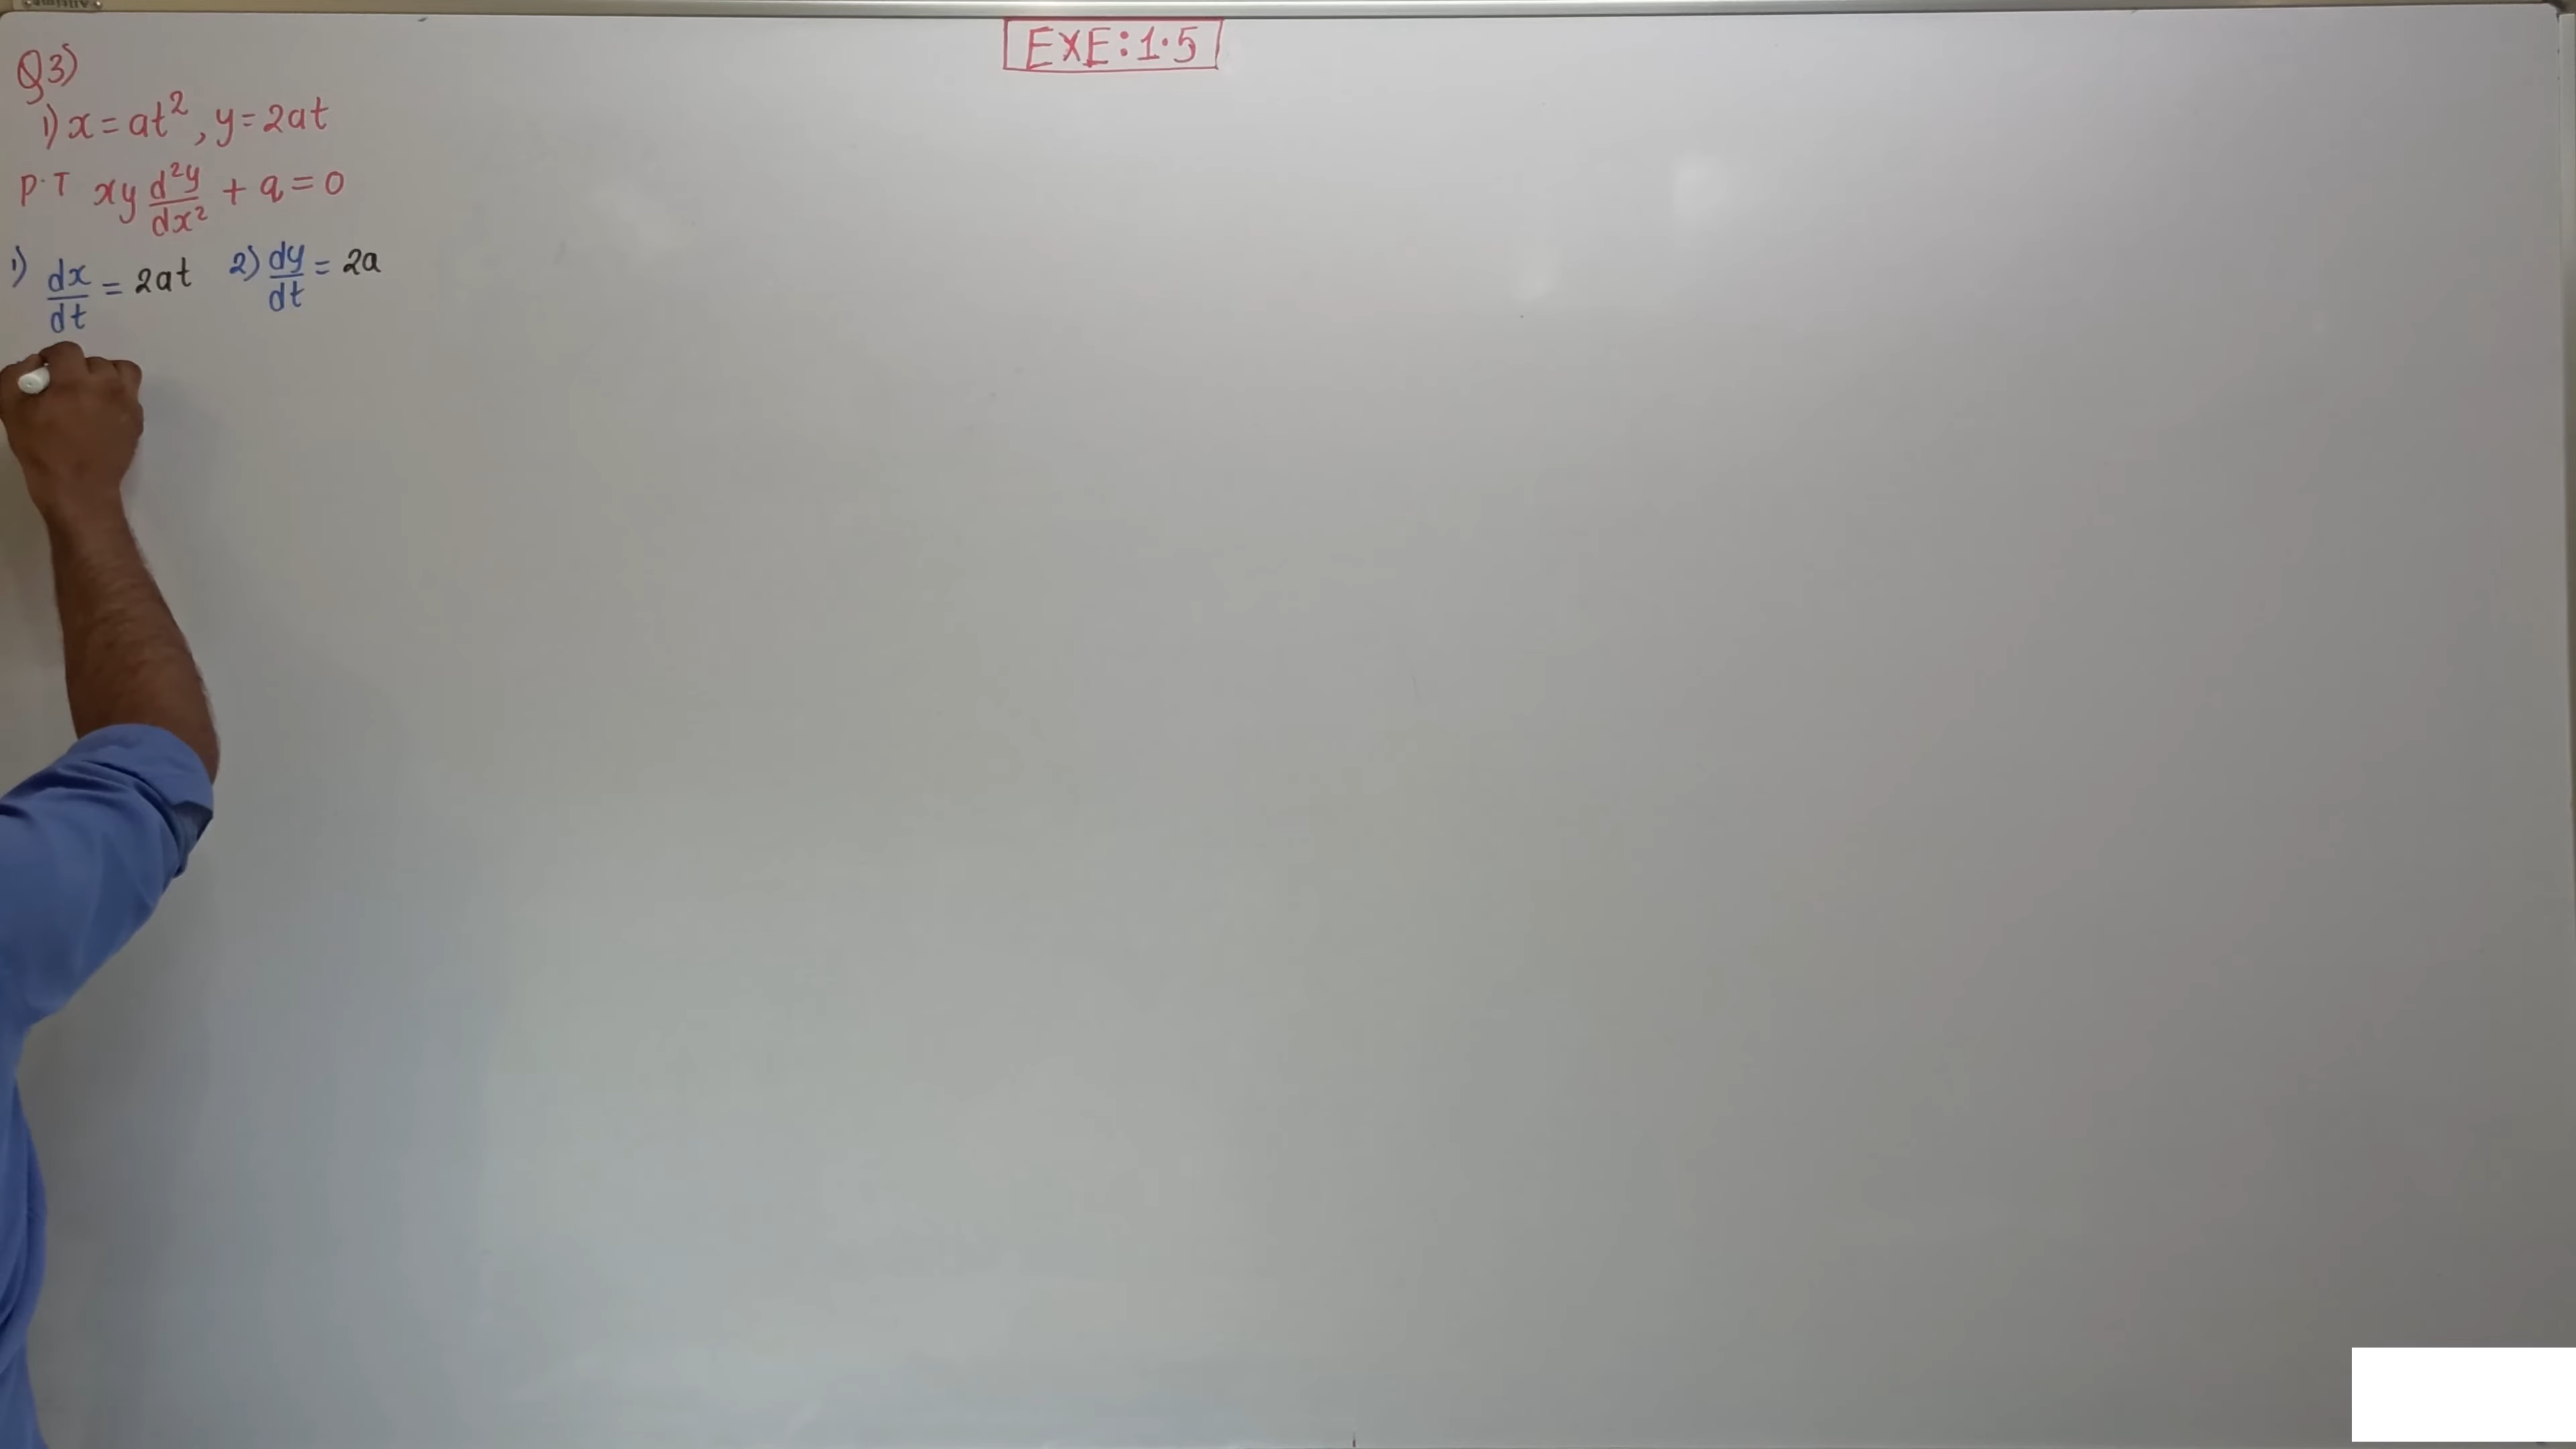 EXE:1.5
Q3)
1) x = at², y = 2at
P.T xy d²y/dx² + a = 0
1) dx/dt = 2at 2) dy/dt = 2a